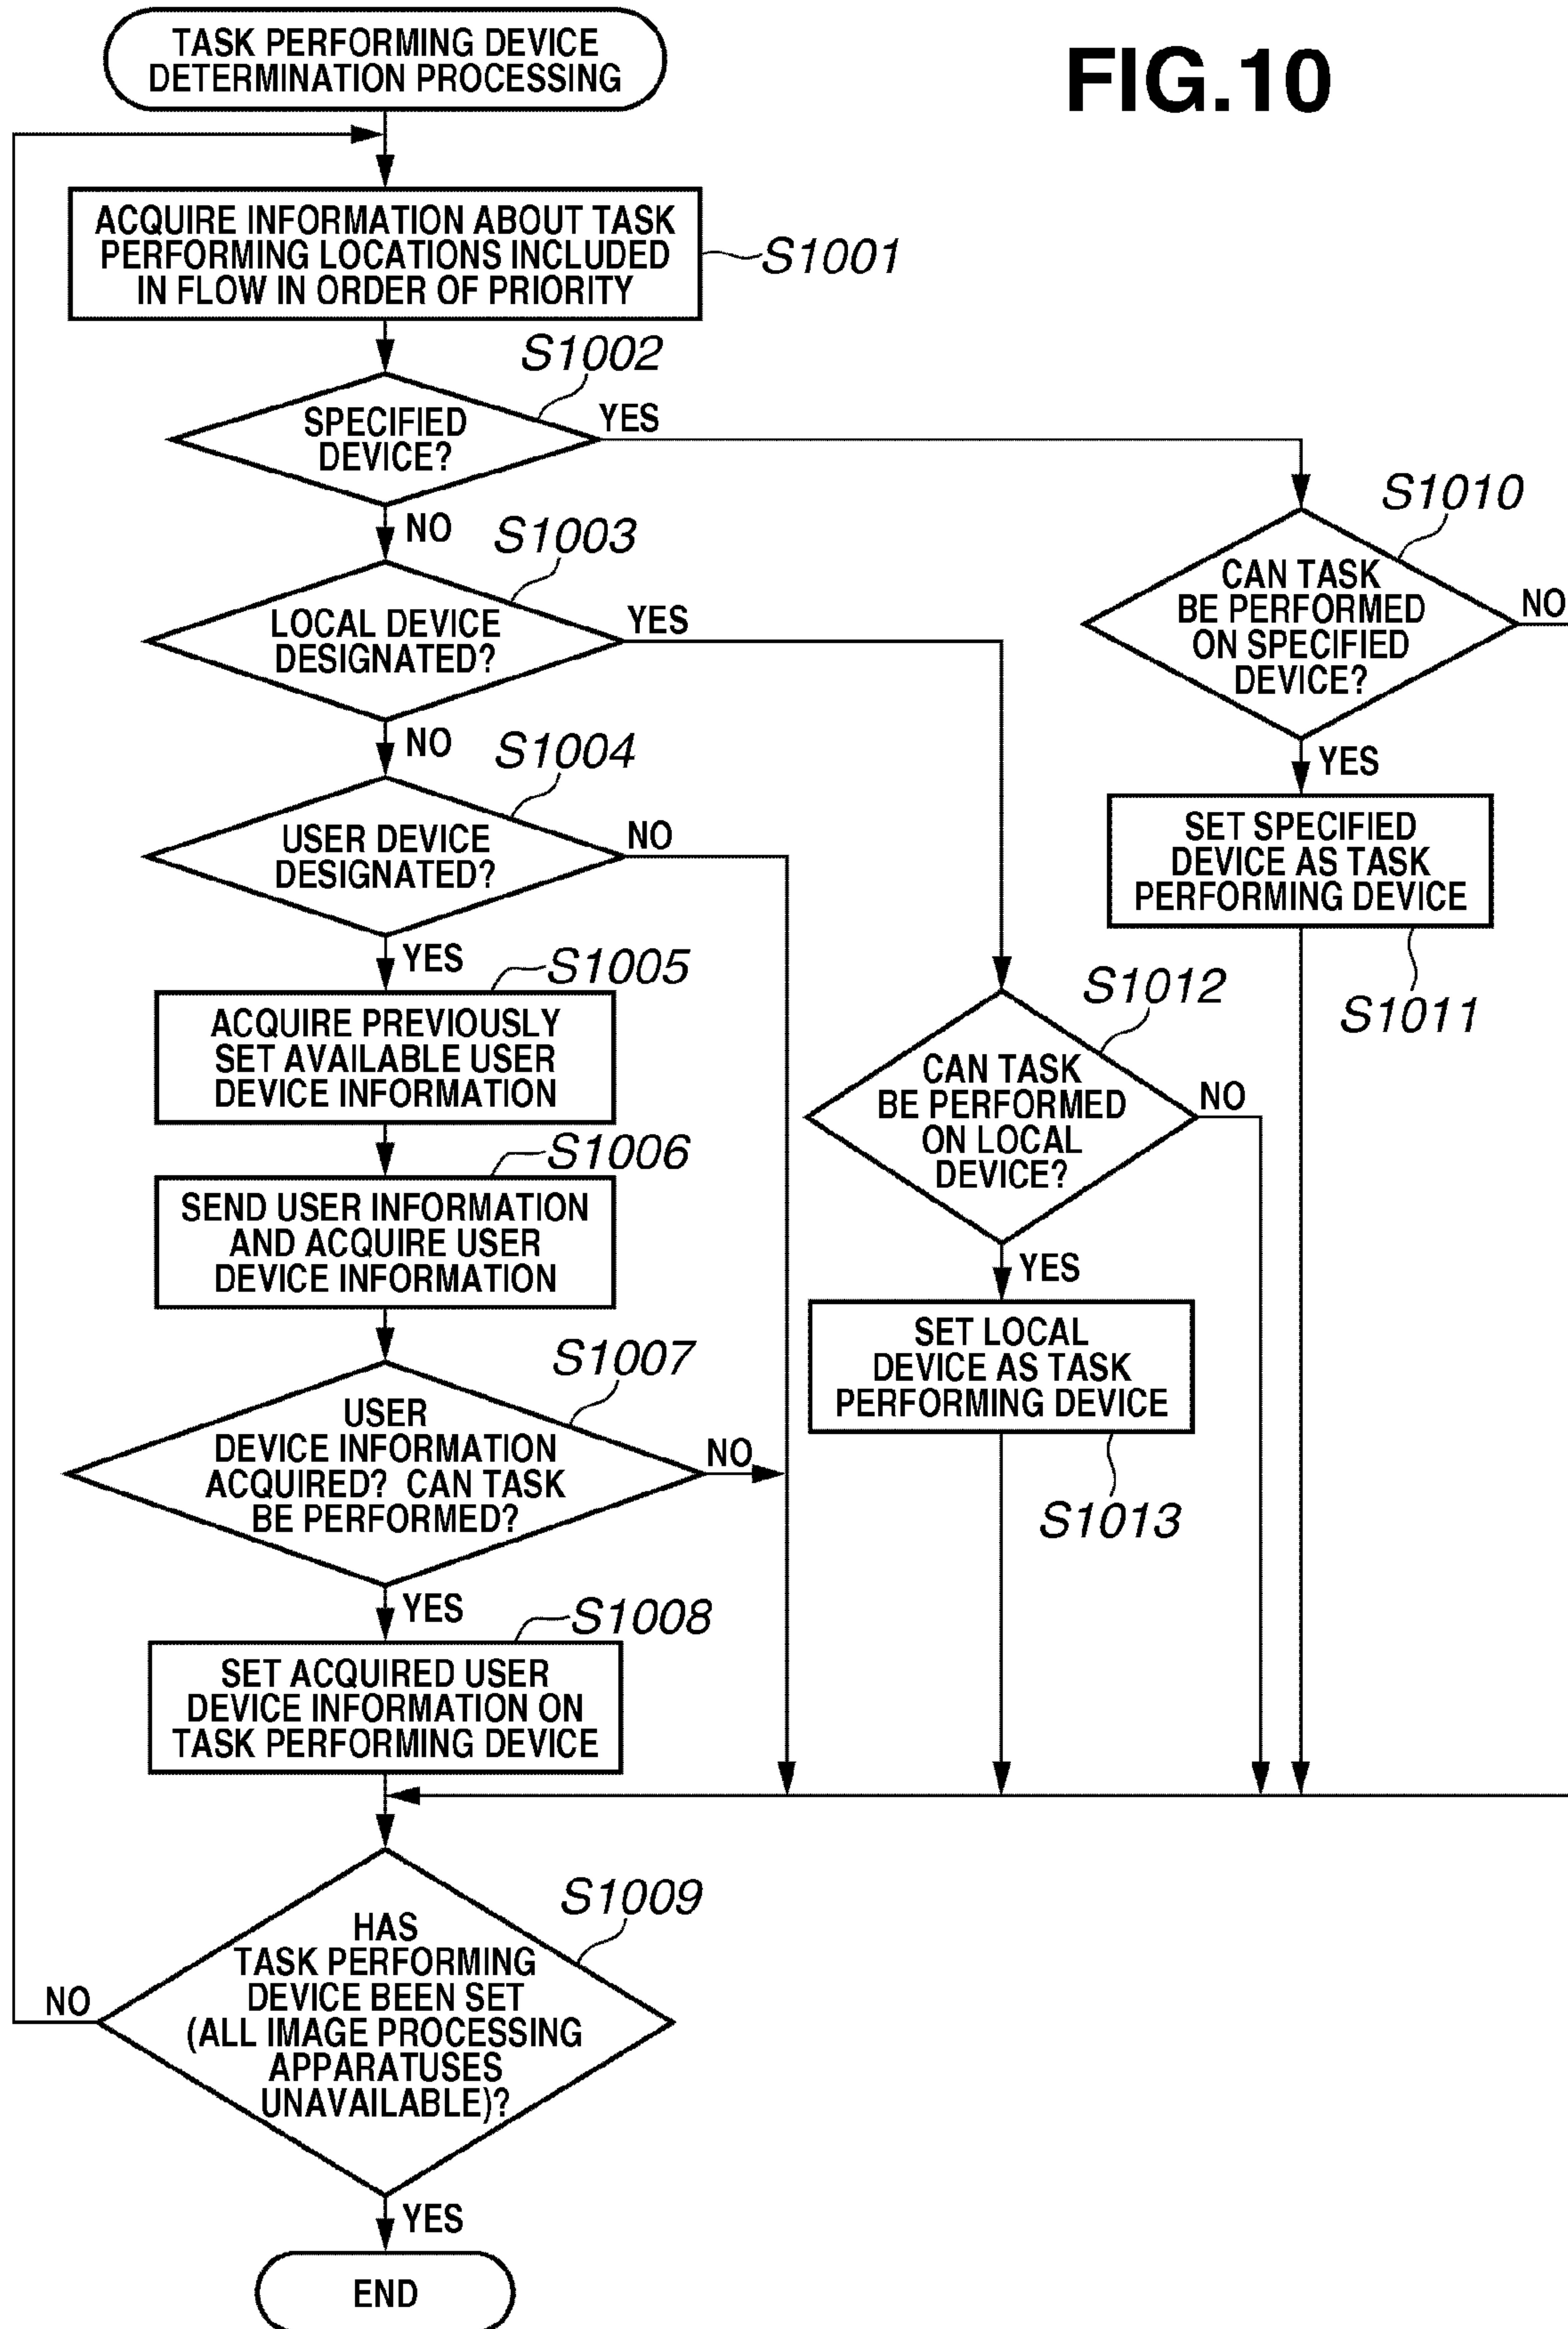 FIG.10
TASK PERFORMING DEVICE
DETERMINATION PROCESSING
ACQUIRE INFORMATION ABOUT TASK
PERFORMING LOCATIONS INCLUDED
IN FLOW IN ORDER OF PRIORITY
S1001
S1002
SPECIFIED
DEVICE?
YES
NO
S1003
LOCAL DEVICE
DESIGNATED?
YES
NO
S1004
USER DEVICE
DESIGNATED?
NO
YES
S1005
ACQUIRE PREVIOUSLY
SET AVAILABLE USER
DEVICE INFORMATION
S1006
SEND USER INFORMATION
AND ACQUIRE USER
DEVICE INFORMATION
S1007
USER
DEVICE INFORMATION
ACQUIRED? CAN TASK
BE PERFORMED?
NO
YES
S1008
SET ACQUIRED USER
DEVICE INFORMATION ON
TASK PERFORMING DEVICE
S1009
HAS
TASK PERFORMING
DEVICE BEEN SET
(ALL IMAGE PROCESSING
APPARATUSES
UNAVAILABLE)?
NO
YES
END
S1010
CAN TASK
BE PERFORMED
ON SPECIFIED
DEVICE?
NO
YES
SET SPECIFIED
DEVICE AS TASK
PERFORMING DEVICE
S1011
S1012
CAN TASK
BE PERFORMED
ON LOCAL
DEVICE?
NO
YES
SET LOCAL
DEVICE AS TASK
PERFORMING DEVICE
S1013